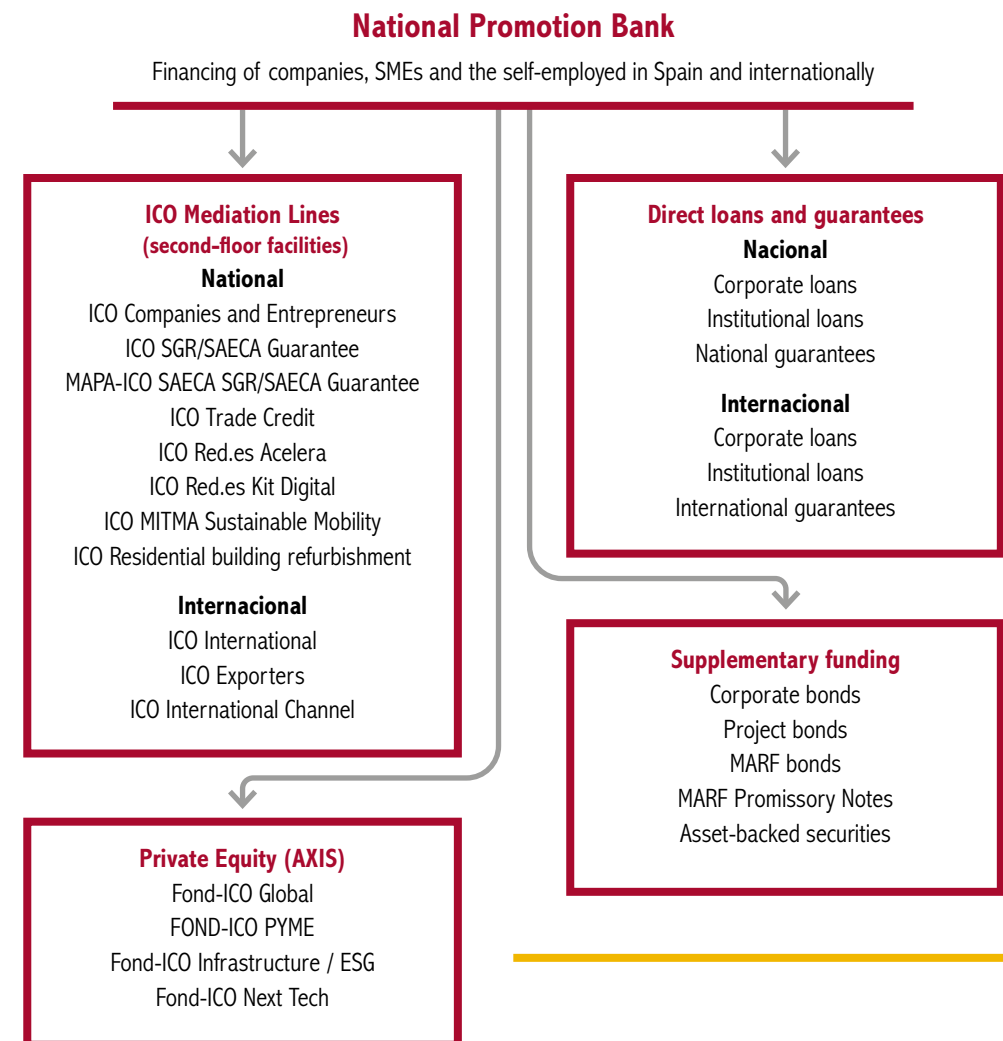 National Promotion Bank
Financing of companies, SMEs and the self-employed in Spain and internationally
ICO Mediation Lines
(second-floor facilities)
National
ICO Companies and Entrepreneurs
ICO SGR/SAECA Guarantee
MAPA-ICO SAECA SGR/SAECA Guarantee
ICO Trade Credit
ICO Red.es Acelera
ICO Red.es Kit Digital
ICO MITMA Sustainable Mobility
ICO Residential building refurbishment
Internacional
ICO International
ICO Exporters
ICO International Channel
Direct loans and guarantees
Nacional
Corporate loans
Institutional loans
National guarantees
Internacional
Corporate loans
Institutional loans
International guarantees
Private Equity (AXIS)
Fond-ICO Global
FOND-ICO PYME
Fond-ICO Infrastructure / ESG
Fond-ICO Next Tech
Supplementary funding
Corporate bonds
Project bonds
MARF bonds
MARF Promissory Notes
Asset-backed securities